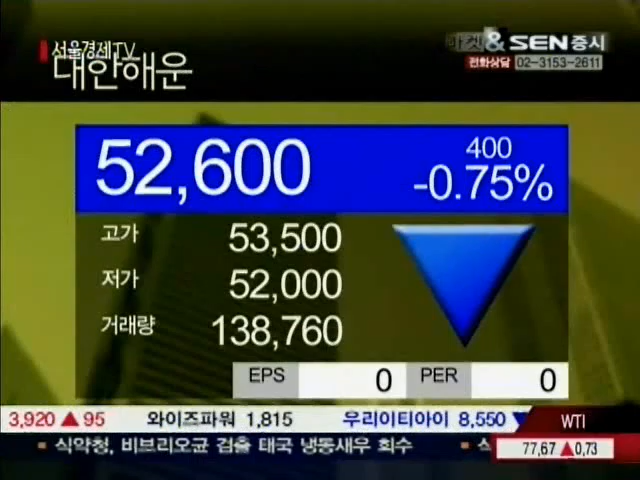 서울경제TV
마켓&SEN증시
전화상담 02-3153-2611
대한해운
52,600
400
-0.75%
고가 53,500
저가 52,000
거래량 138,760
EPS 0 PER 0
3,920 ▲ 95 와이즈파워 1,815 우리이티아이 8,550 ▼
WTI
식약청, 비브리오균 검출 태국 냉동새우 회수
77,67 ▲ 0,73